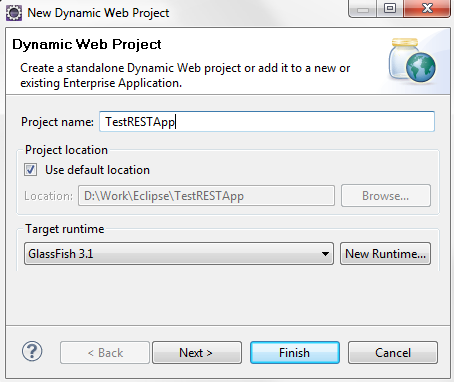 New Dynamic Web Project
Dynamic Web Project
Create a standalone Dynamic Web project or add it to a new or
existing Enterprise Application.
Project name: TestRESTApp
Project location
Use default location
Location: D:\Work\Eclipse\TestRESTApp Browse...
Target runtime
GlassFish 3.1 New Runtime...
? < Back Next > Finish Cancel